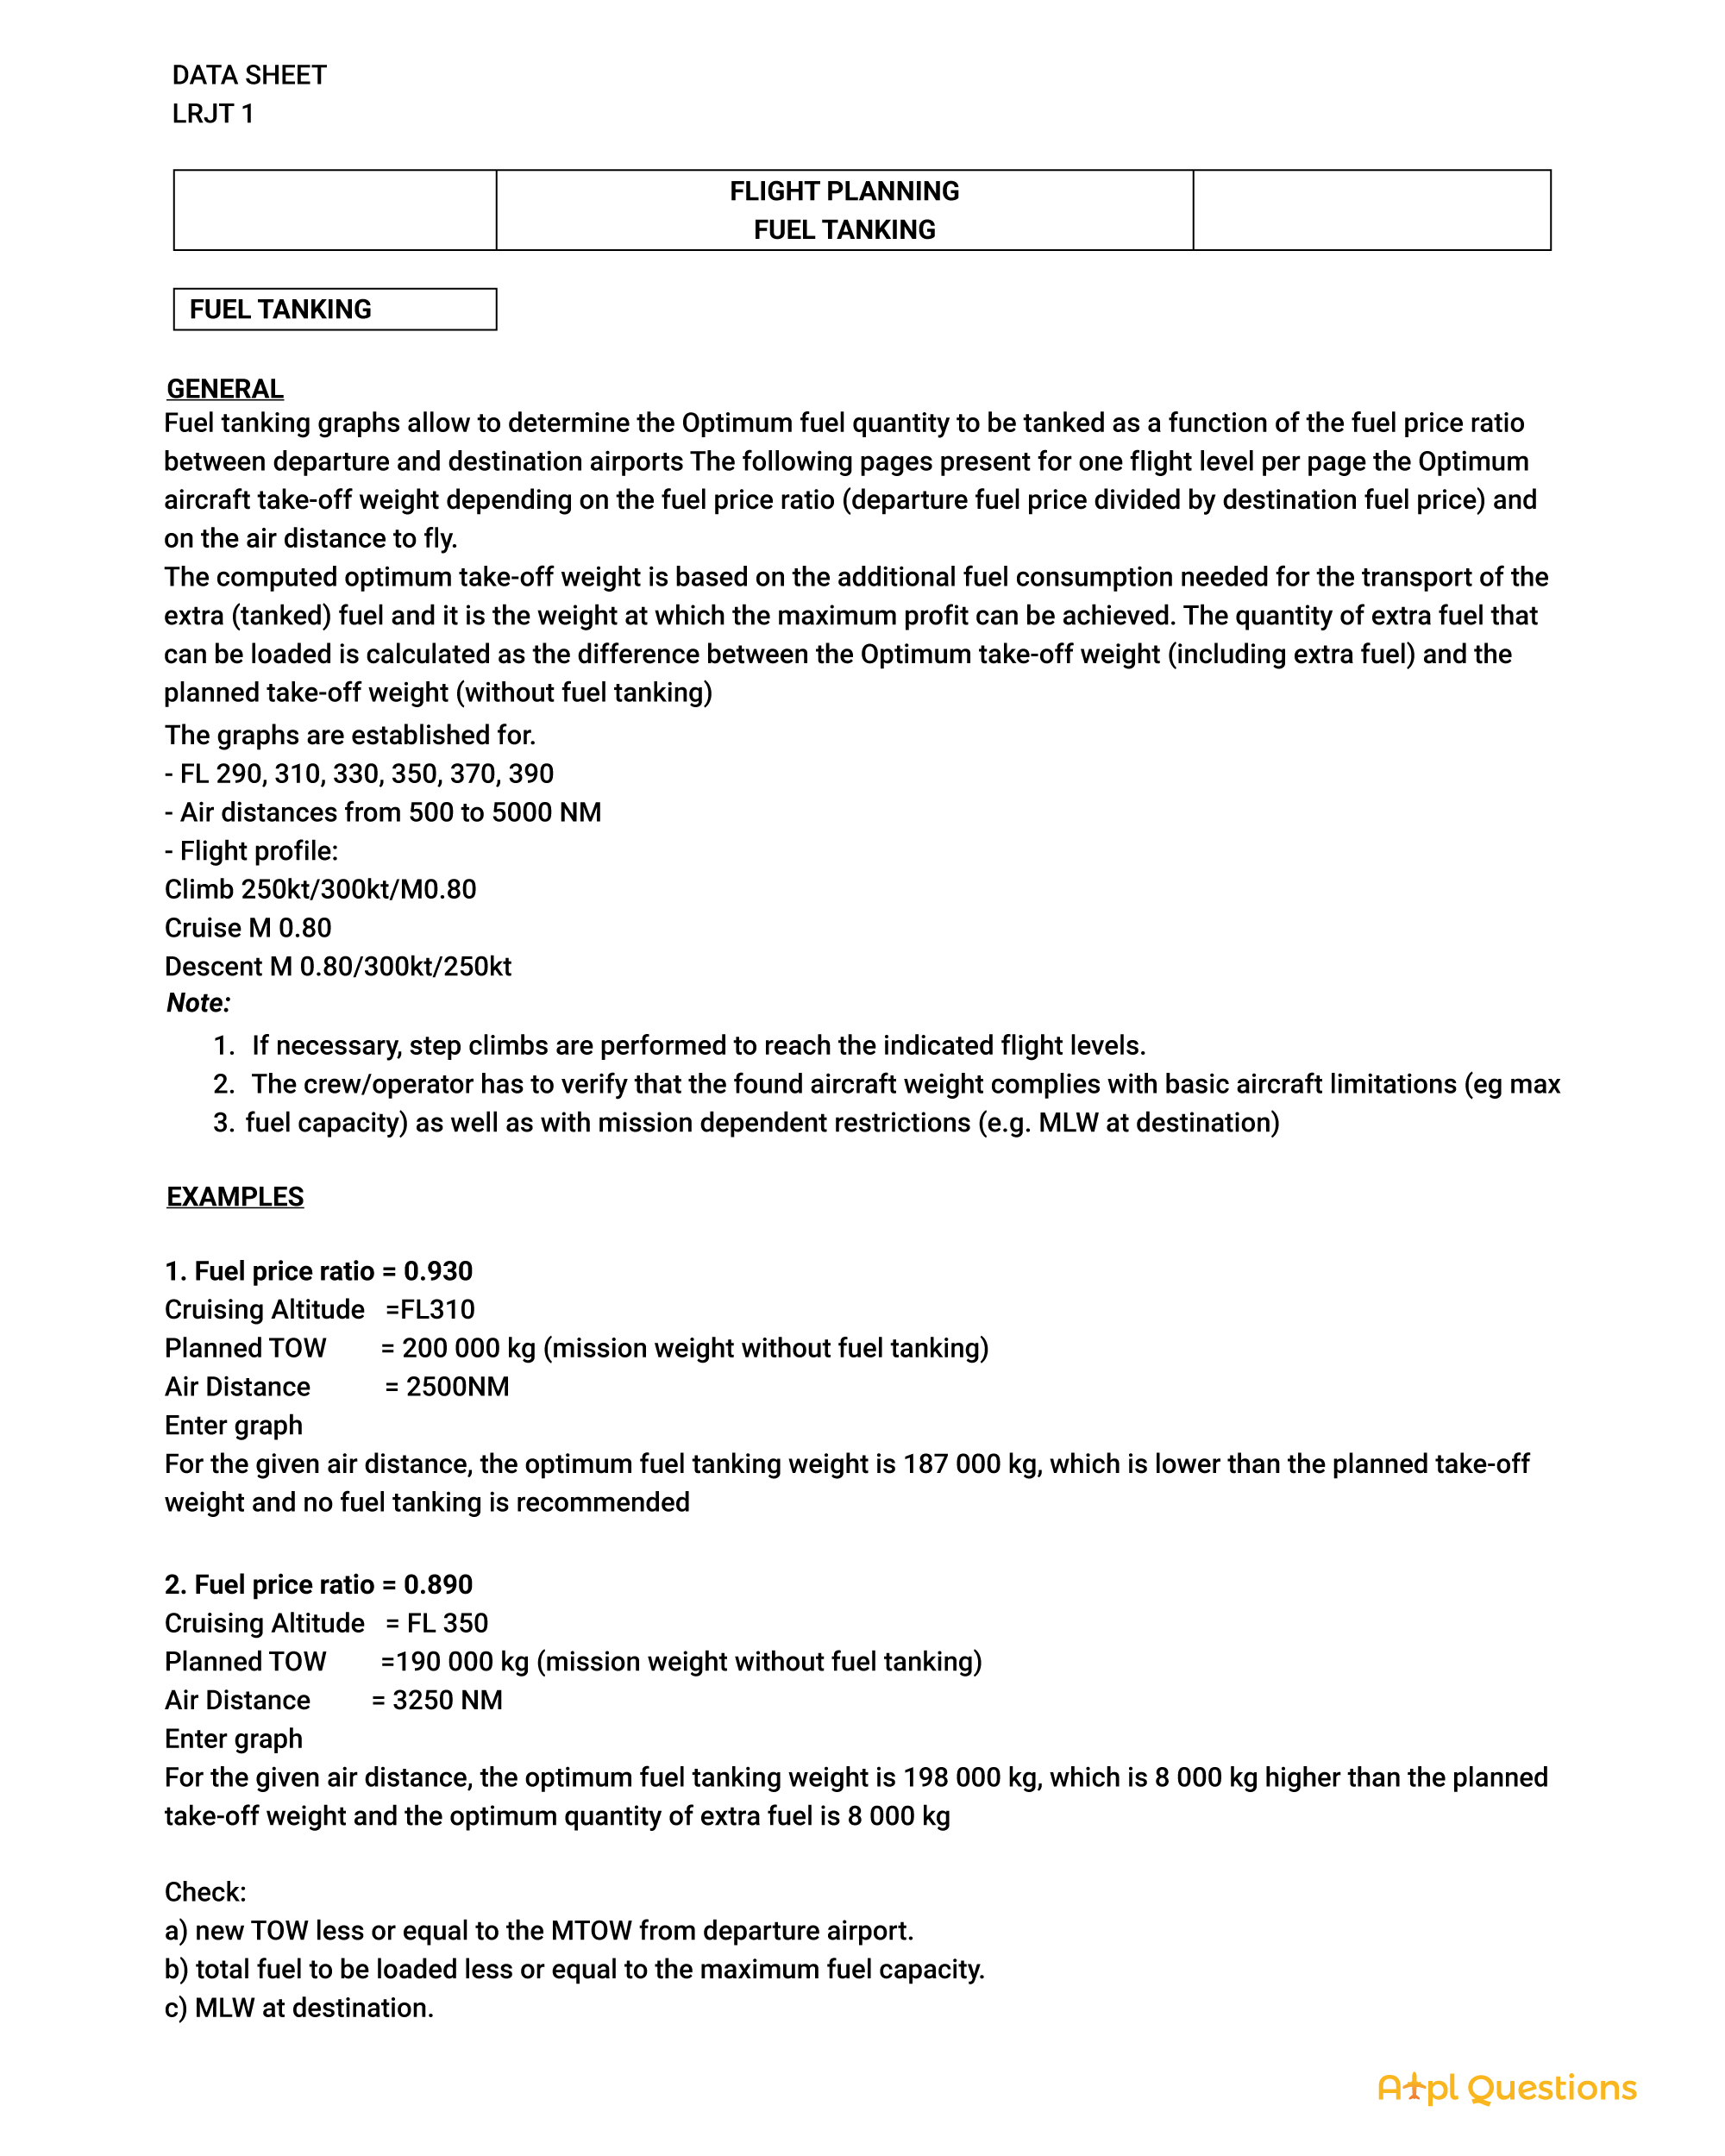 DATA SHEET
LRJT 1
FLIGHT PLANNING
FUEL TANKING
FUEL TANKING
GENERAL
Fuel tanking graphs allow to determine the Optimum fuel quantity to be tanked as a function of the fuel price ratio
between departure and destination airports The following pages present for one flight level per page the Optimum
aircraft take-off weight depending on the fuel price ratio (departure fuel price divided by destination fuel price) and
on the air distance to fly.
The computed optimum take-off weight is based on the additional fuel consumption needed for the transport of the
extra (tanked) fuel and it is the weight at which the maximum profit can be achieved. The quantity of extra fuel that
can be loaded is calculated as the difference between the Optimum take-off weight (including extra fuel) and the
planned take-off weight (without fuel tanking)
The graphs are established for.
- FL 290, 310, 330, 350, 370, 390
- Air distances from 500 to 5000 NM
- Flight profile:
Climb 250kt/300kt/M0.80
Cruise M 0.80
Descent M 0.80/300kt/250kt
Note:
1. If necessary, step climbs are performed to reach the indicated flight levels.
2. The crew/operator has to verify that the found aircraft weight complies with basic aircraft limitations (eg max
3. fuel capacity) as well as with mission dependent restrictions (e.g. MLW at destination)
EXAMPLES
1. Fuel price ratio = 0.930
Cruising Altitude =FL310
Planned TOW = 200 000 kg (mission weight without fuel tanking)
Air Distance = 2500NM
Enter graph
For the given air distance, the optimum fuel tanking weight is 187 000 kg, which is lower than the planned take-off
weight and no fuel tanking is recommended
2. Fuel price ratio = 0.890
Cruising Altitude = FL 350
Planned TOW =190 000 kg (mission weight without fuel tanking)
Air Distance = 3250 NM
Enter graph
For the given air distance, the optimum fuel tanking weight is 198 000 kg, which is 8 000 kg higher than the planned
take-off weight and the optimum quantity of extra fuel is 8 000 kg
Check:
a) new TOW less or equal to the MTOW from departure airport.
b) total fuel to be loaded less or equal to the maximum fuel capacity.
c) MLW at destination.
Atpl Questions